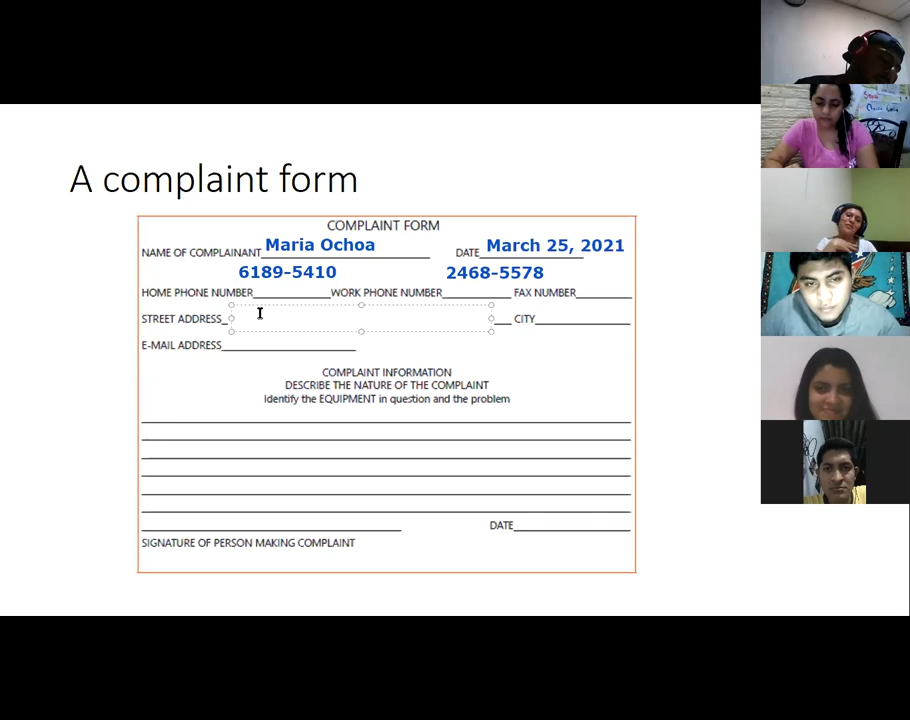 A complaint form
COMPLAINT FORM
NAME OF COMPLAINANT Maria Ochoa DATE March 25, 2021
6189-5410 2468-5578
HOME PHONE NUMBER WORK PHONE NUMBER FAX NUMBER
STREET ADDRESS CITY
E-MAIL ADDRESS
COMPLAINT INFORMATION
DESCRIBE THE NATURE OF THE COMPLAINT
Identify the EQUIPMENT in question and the problem
DATE
SIGNATURE OF PERSON MAKING COMPLAINT